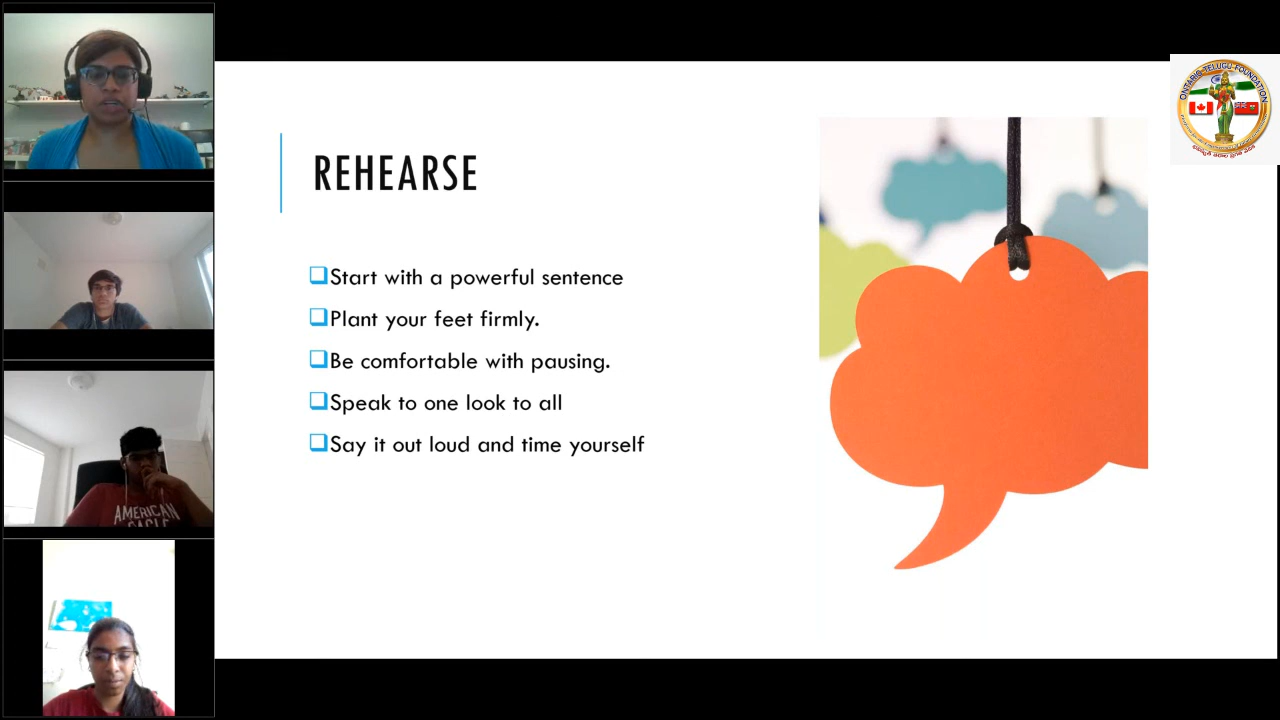 REHEARSE
Start with a powerful sentence
Plant your feet firmly.
Be comfortable with pausing.
Speak to one look to all
Say it out loud and time yourself
ONTARIO TELUGU FOUNDATION
AMERICAN
EAGLE